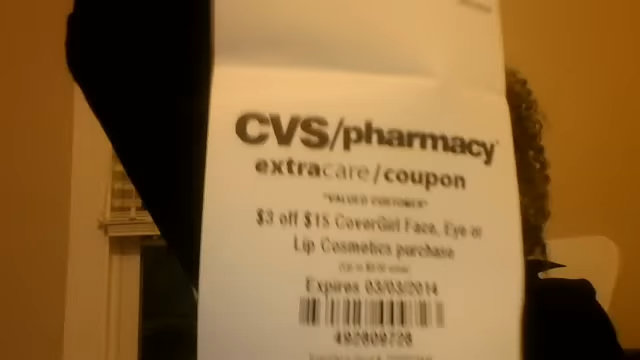 CVS/pharmacy
extracare/coupon
"VALUED CUSTOMER"
$3 off $15 CoverGirl Face, Eye or
Lip Cosmetics purchase
Expires 03/03/2014
492809728